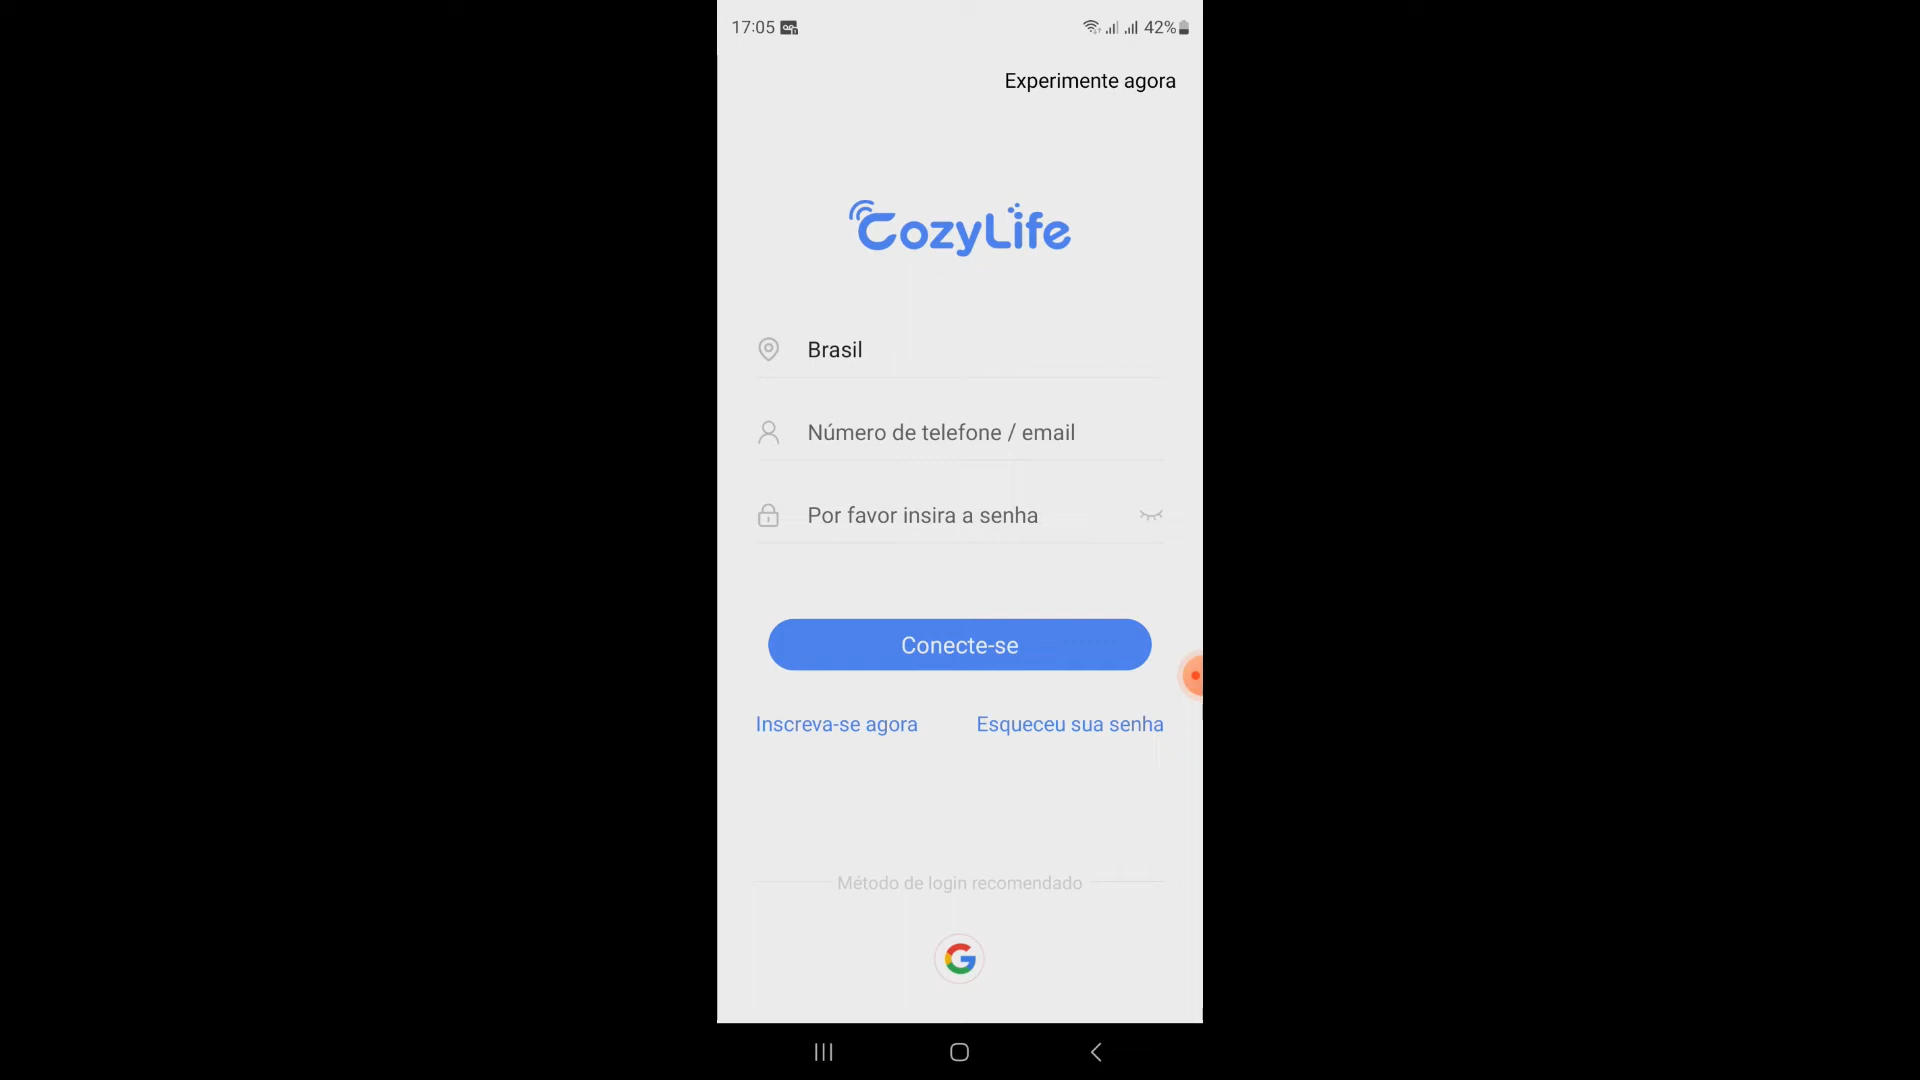 17:05
42%
Experimente agora
CozyLife
Brasil
Número de telefone / email
Por favor insira a senha
Conecte-se
Inscreva-se agora Esqueceu sua senha
Método de login recomendado
G